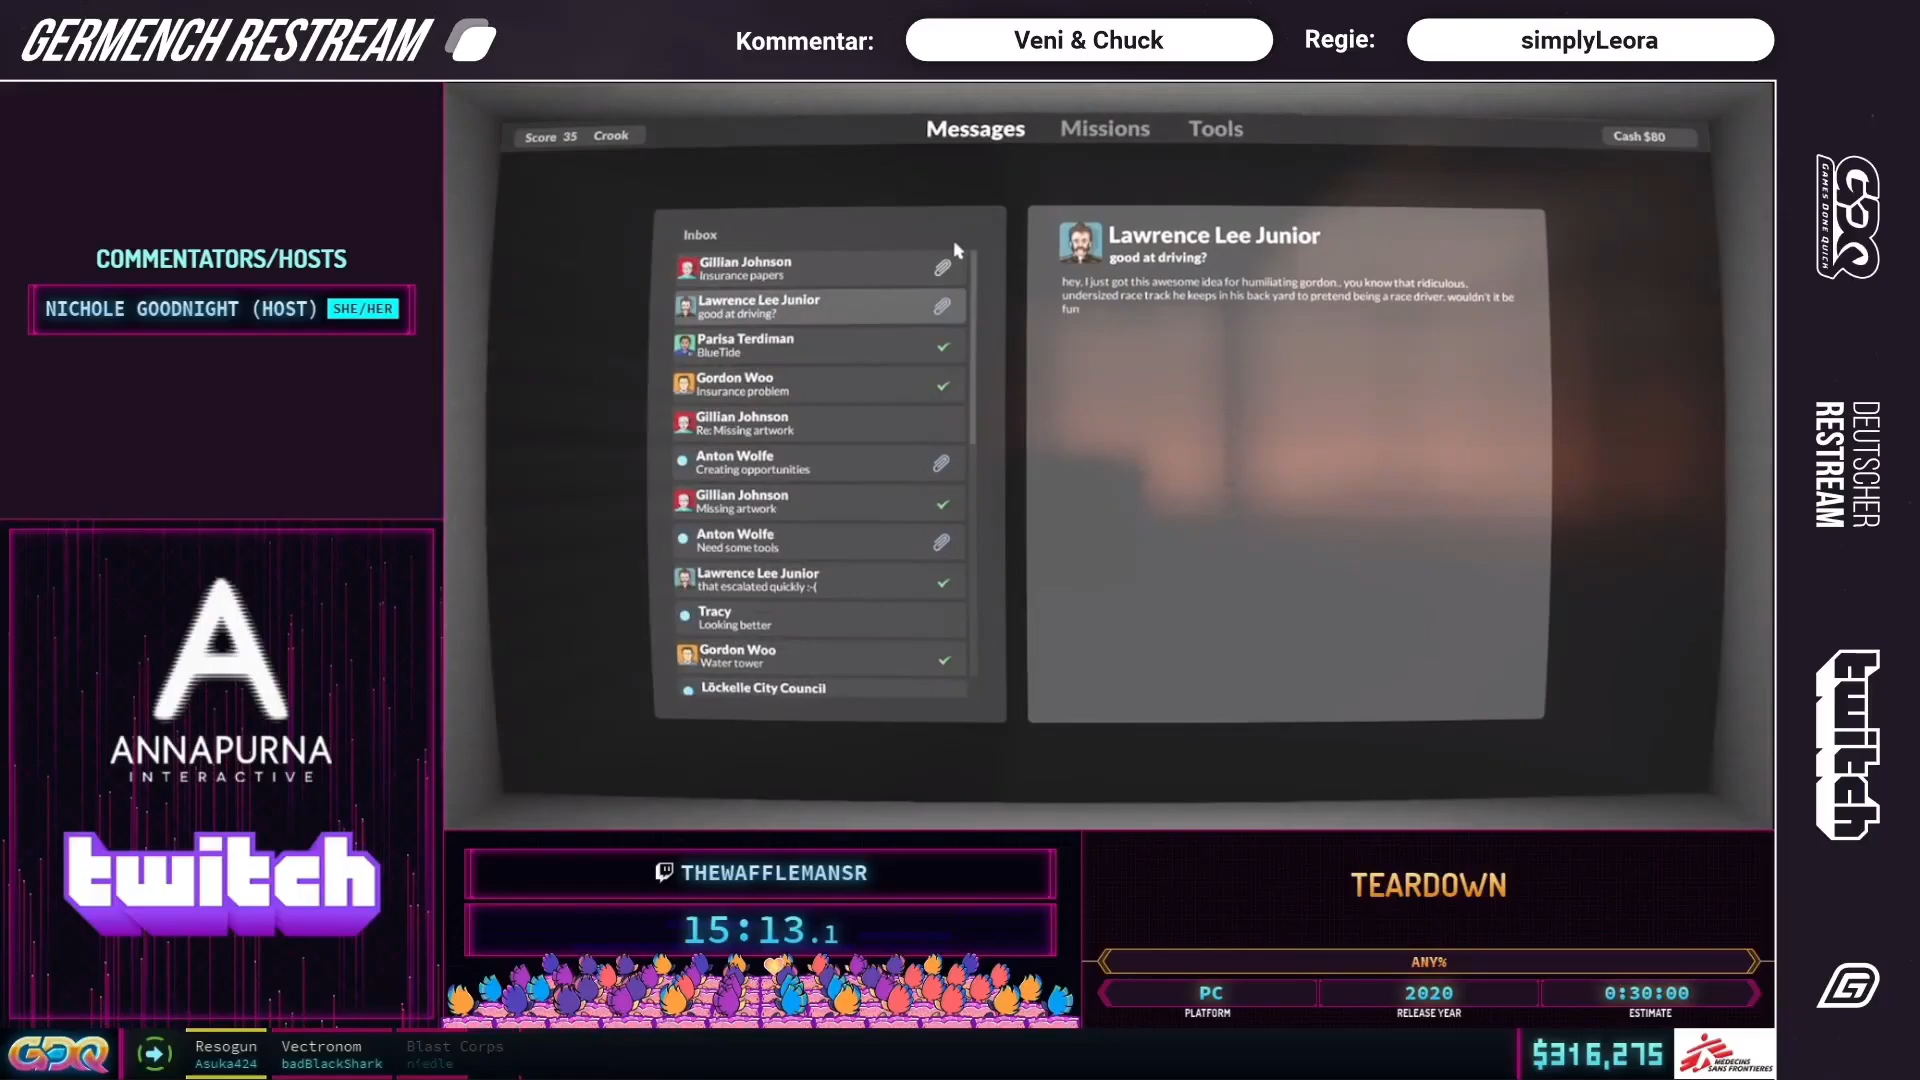 GERMENCH RESTREAM
Kommentar:
Veni & Chuck
Regie:
simplyLeora
COMMENTATORS/HOSTS
NICHOLE GOODNIGHT (HOST) SHE/HER
A
ANNAPURNA
INTERACTIVE
twitch
Score 35 Crook
Messages Missions Tools
Cash $80
Inbox
Gillian Johnson
Insurance papers
Lawrence Lee Junior
good at driving?
Parisa Terdiman
BlueTide
Gordon Woo
Insurance problem
Gillian Johnson
Re: Missing artwork
Anton Wolfe
Creating opportunities
Gillian Johnson
Missing artwork
Anton Wolfe
Need some tools
Lawrence Lee Junior
that escalated quickly :-(
Tracy
Looking better
Gordon Woo
Water tower
Löckelle City Council
Lawrence Lee Junior
good at driving?
hey, I just got this awesome idea for humiliating gordon.. you know that ridiculous,
undersized race track he keeps in his back yard to pretend being a race driver. wouldn't it be
fun
THEWAFFLEMANSR
15:13.1
TEARDOWN
ANY%
PC
PLATFORM
2020
RELEASE YEAR
0:30:00
ESTIMATE
GDQ
Resogun
Asuka424
Vectronom
badBlackShark
Blast Corps
niedle
$316,275
MEDECINS
SANS FRONTIERES
GDQ
GAMES DONE QUICK
DEUTSCHER
RESTREAM
twitch
G